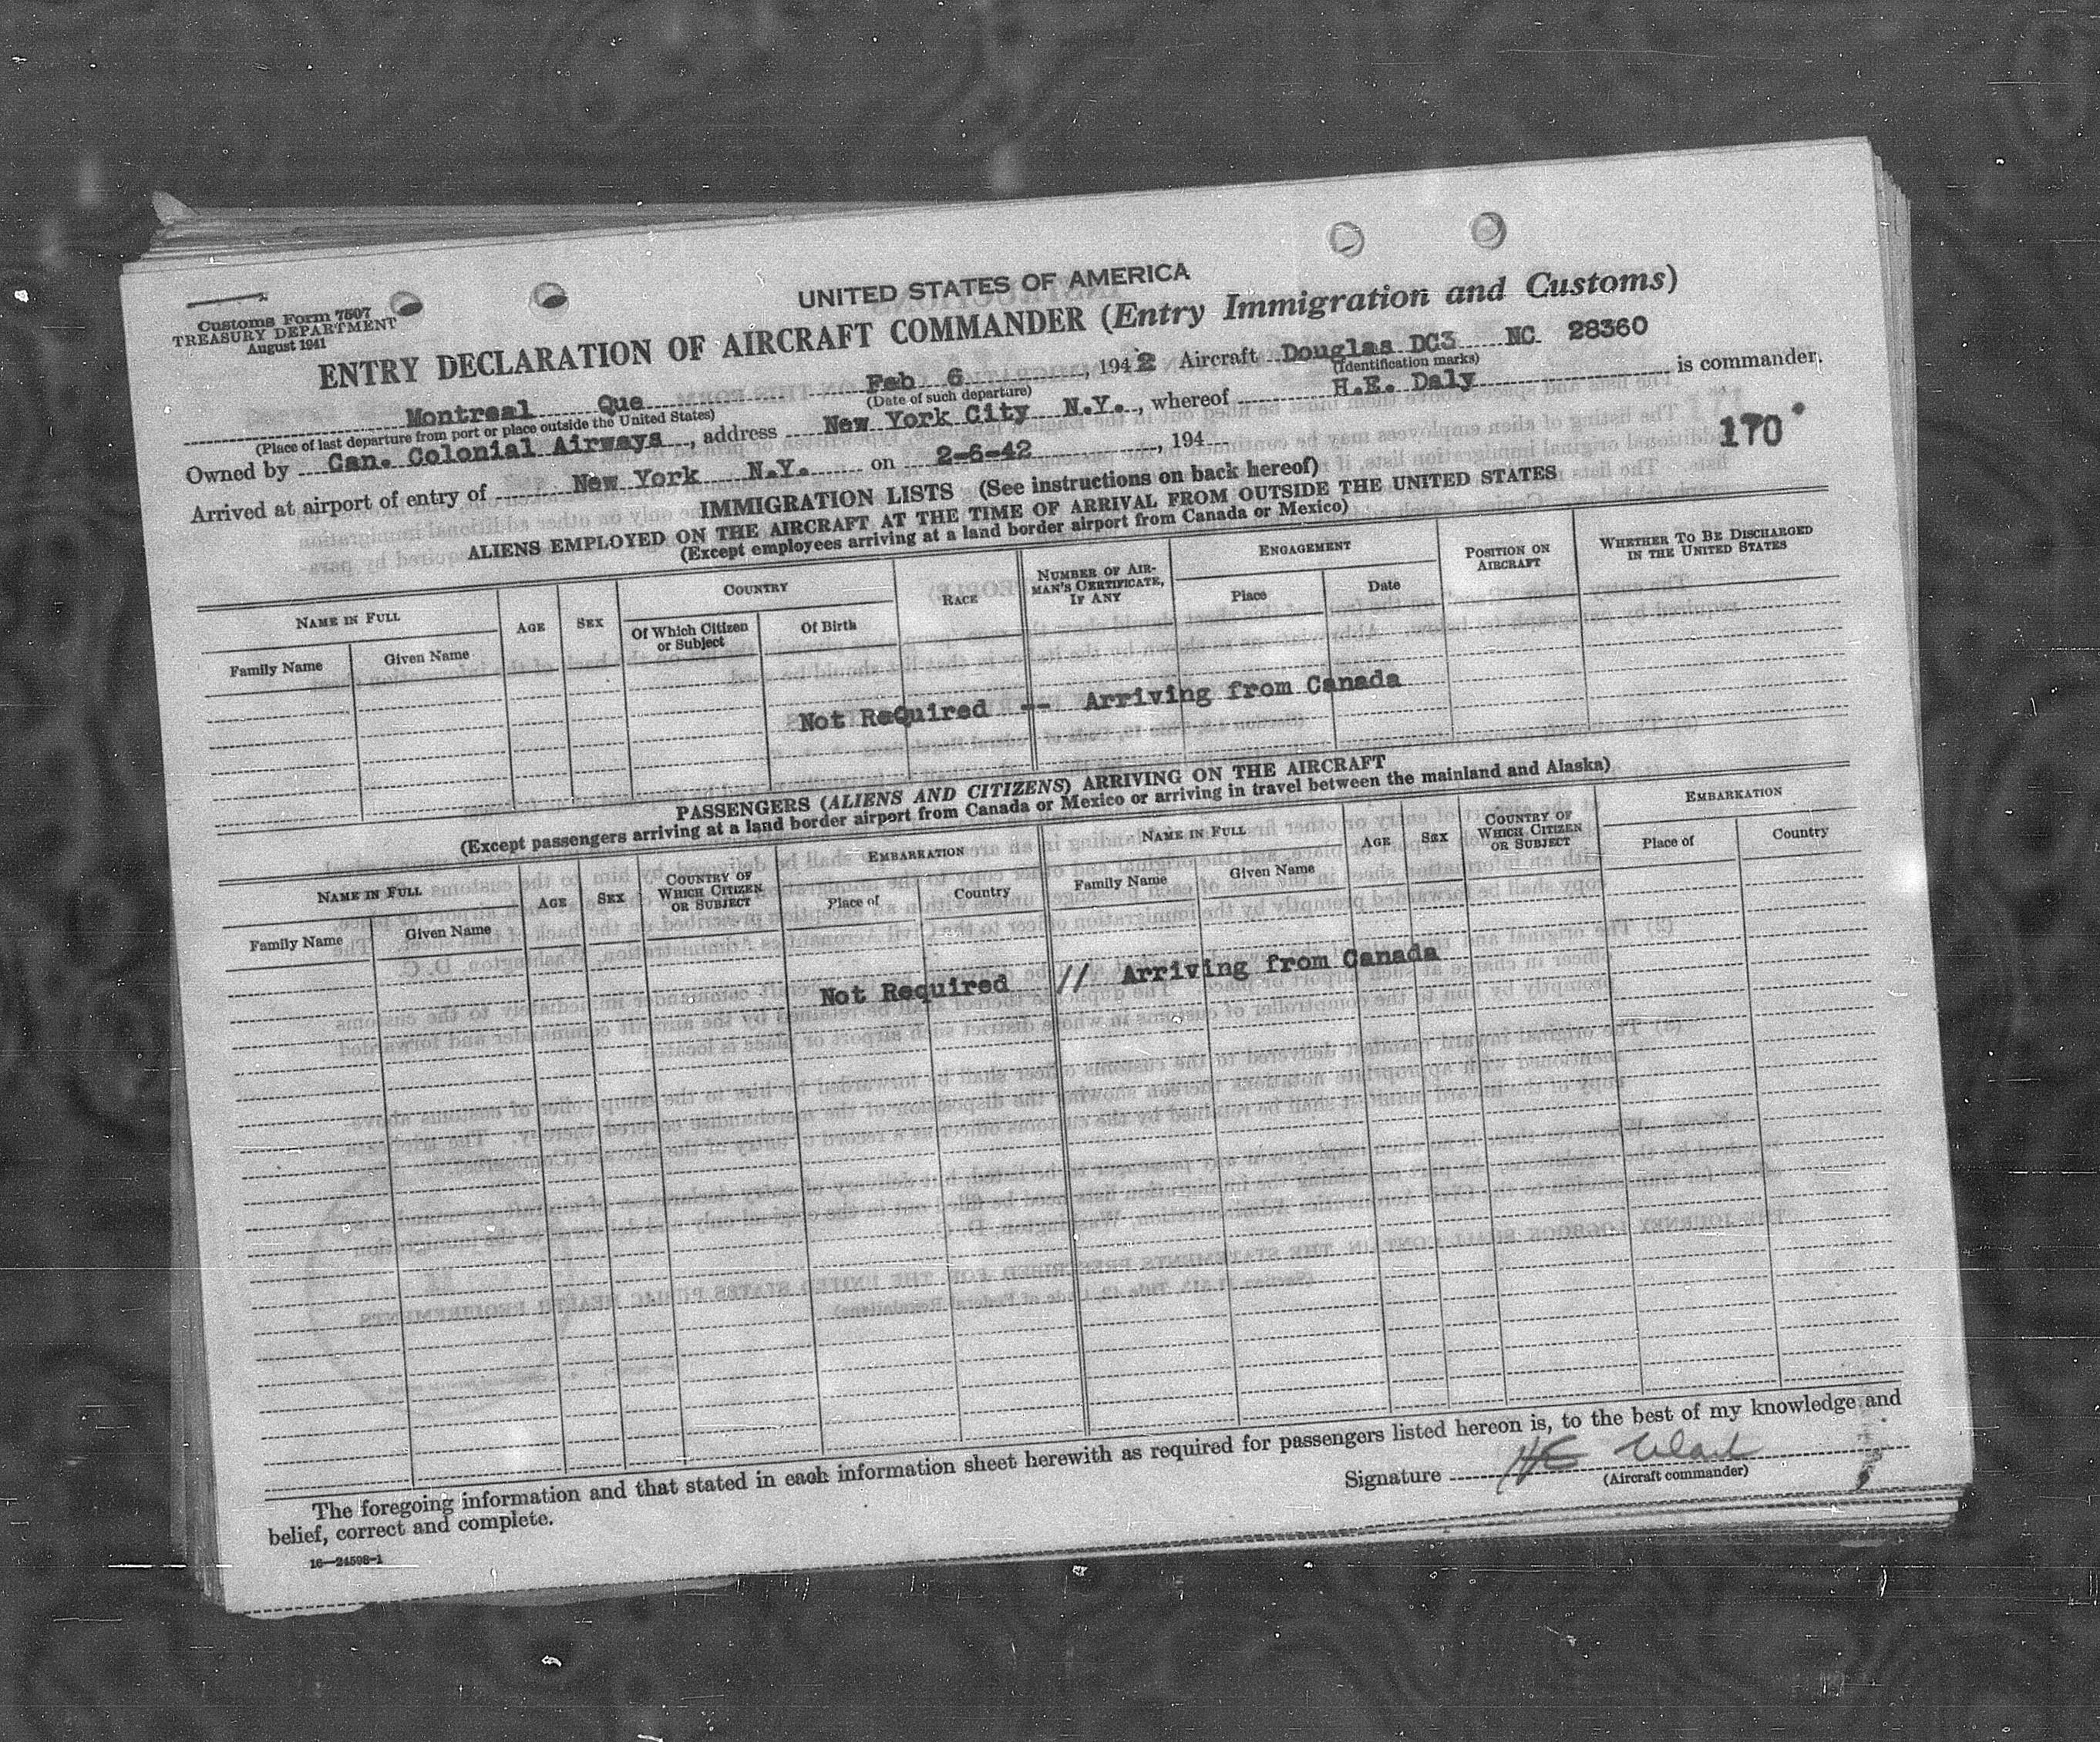 Customs Form 7507
TREASURY DEPARTMENT
August 1941
UNITED STATES OF AMERICA
ENTRY DECLARATION OF AIRCRAFT COMMANDER (Entry Immigration and Customs)
Montreal Que Feb 6, 1942 Aircraft Douglas DC3 NC 28360
(Place of last departure from port or place outside the United States) (Date of such departure) (Identification marks)
Owned by Can. Colonial Airways, address New York City N.Y., whereof H.E. Daly is commander.
Arrived at airport of entry of New York N.Y. on 2-6-42, 194
170
IMMIGRATION LISTS (See instructions on back hereof)
ALIENS EMPLOYED ON THE AIRCRAFT AT THE TIME OF ARRIVAL FROM OUTSIDE THE UNITED STATES
(Except employees arriving at a land border airport from Canada or Mexico)
NAME IN FULL AGE SEX COUNTRY RACE NUMBER OF AIRMAN'S CERTIFICATE, IF ANY ENGAGEMENT POSITION ON AIRCRAFT WHETHER TO BE DISCHARGED IN THE UNITED STATES
Family Name Given Name Of Which Citizen or Subject Of Birth Place Date
Not ReQuired -- Arriving from Canada
PASSENGERS (ALIENS AND CITIZENS) ARRIVING ON THE AIRCRAFT
(Except passengers arriving at a land border airport from Canada or Mexico or arriving in travel between the mainland and Alaska)
NAME IN FULL AGE SEX COUNTRY OF WHICH CITIZEN OR SUBJECT EMBARKATION NAME IN FULL AGE SEX COUNTRY OF WHICH CITIZEN OR SUBJECT EMBARKATION
Family Name Given Name Place of Country Family Name Given Name Place of Country
Not Required // Arriving from Canada
The foregoing information and that stated in each information sheet herewith as required for passengers listed hereon is, to the best of my knowledge and
belief, correct and complete.
Signature HE
(Aircraft commander)
16—24598-1